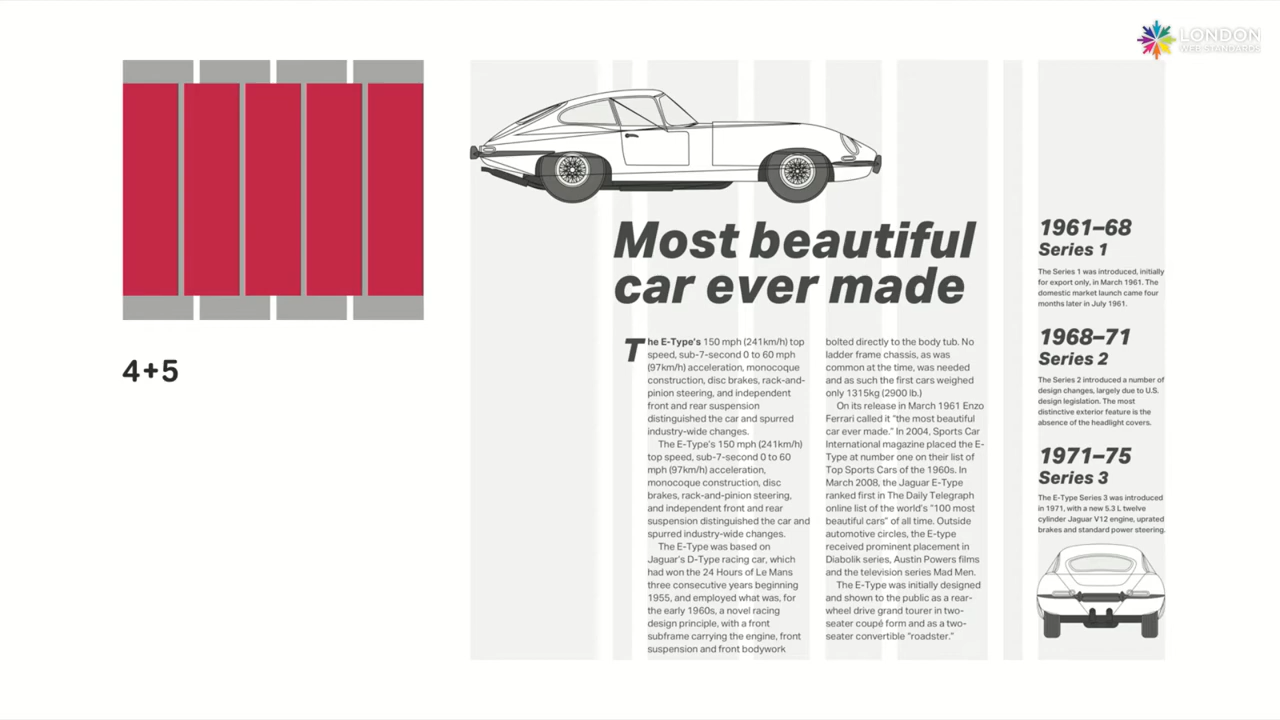 LONDON
WEB STANDARDS
4+5
Most beautiful
car ever made
The E-Type's 150 mph (241km/h) top
speed, sub-7-second 0 to 60 mph
(97km/h) acceleration, monocoque
construction, disc brakes, rack-and-
pinion steering, and independent
front and rear suspension
distinguished the car and spurred
industry-wide changes.
The E-Type's 150 mph (241km/h)
top speed, sub-7-second 0 to 60
mph (97km/h) acceleration,
monocoque construction, disc
brakes, rack-and-pinion steering,
and independent front and rear
suspension distinguished the car and
spurred industry-wide changes.
The E-Type was based on
Jaguar's D-Type racing car, which
had won the 24 Hours of Le Mans
three consecutive years beginning
1955, and employed what was, for
the early 1960s, a novel racing
design principle, with a front
subframe carrying the engine, front
suspension and front bodywork
bolted directly to the body tub. No
ladder frame chassis, as was
common at the time, was needed
and as such the first cars weighed
only 1315kg (2900 lb.)
On its release in March 1961 Enzo
Ferrari called it “the most beautiful
car ever made.” In 2004, Sports Car
International magazine placed the E-
Type at number one on their list of
Top Sports Cars of the 1960s. In
March 2008, the Jaguar E-Type
ranked first in The Daily Telegraph
online list of the world's “100 most
beautiful cars” of all time. Outside
automotive circles, the E-type
received prominent placement in
Diabolik series, Austin Powers films
and the television series Mad Men.
The E-Type was initially designed
and shown to the public as a rear-
wheel drive grand tourer in two-
seater coupé form and as a two-
seater convertible “roadster.”
1961–68
Series 1
The Series 1 was introduced, initially
for export only, in March 1961. The
domestic market launch came four
months later in July 1961.
1968–71
Series 2
The Series 2 introduced a number of
design changes, largely due to U.S.
design legislation. The most
distinctive exterior feature is the
absence of the headlight covers.
1971–75
Series 3
The E-Type Series 3 was introduced
in 1971, with a new 5.3 L twelve
cylinder Jaguar V12 engine, uprated
brakes and standard power steering.